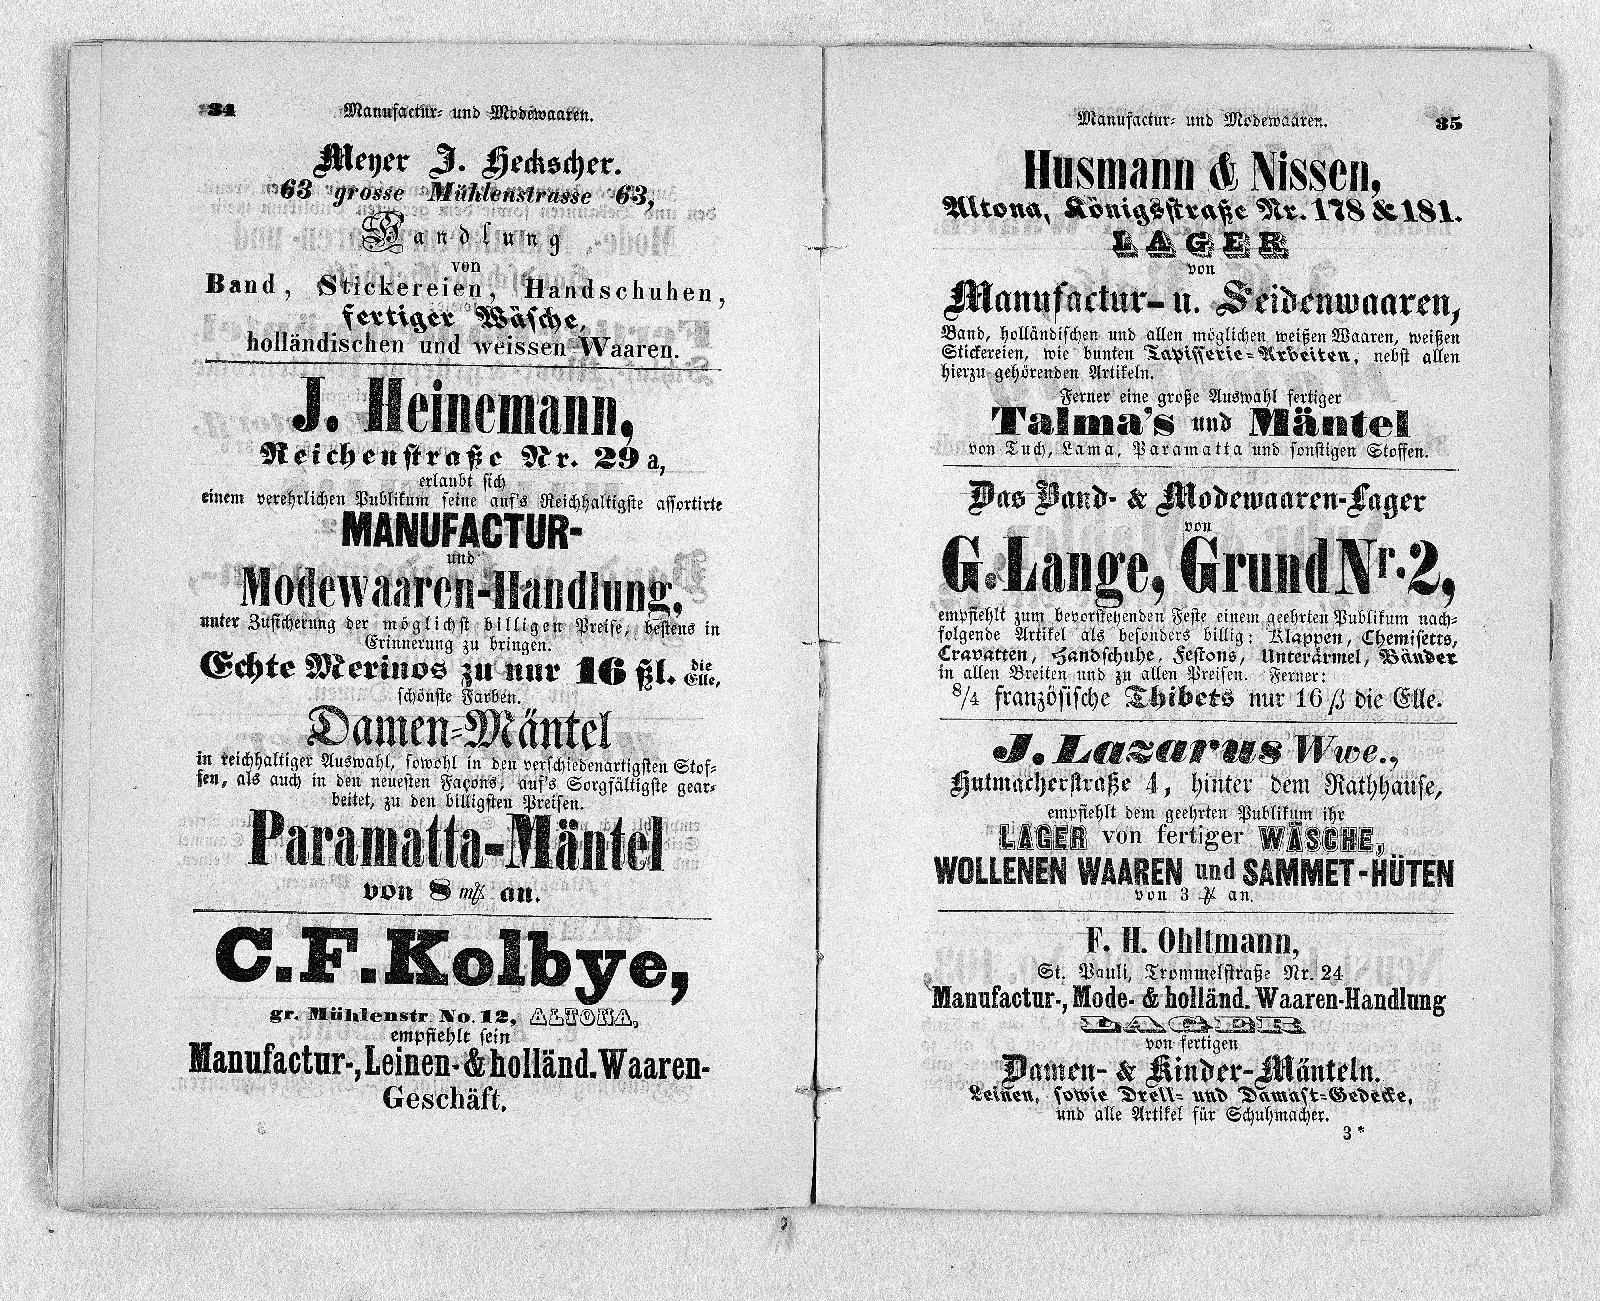 34
Manufactur- und Modewaaren.
Meyer J. Heckscher.
63 grosse Mühlenstrasse 63,
Handlung
von
Band, Stickereien, Handschuhen,
fertiger Wäsche,
holländischen und weissen Waaren.
J. Heinemann,
Reichenstraße Nr. 29 a,
erlaubt sich
einem verehrlichen Publikum seine auf's Reichhaltigste assortirte
MANUFACTUR-
und
Modewaaren-Handlung,
unter Zusicherung der möglichst billigen Preise, bestens in
Erinnerung zu bringen.
Echte Merinos zu nur 16 ßl. die Elle,
schönste Farben.
Damen-Mäntel
in reichhaltiger Auswahl, sowohl in den verschiedenartigsten Stof-
fen, als auch in den neuesten Façons, auf's Sorgfältigste gear-
beitet, zu den billigsten Preisen.
Paramatta-Mäntel
von 8 m₰ an.
C. F. Kolbye,
gr. Mühlenstr. No. 12, ALTONA,
empfiehlt sein
Manufactur-, Leinen- & holländ. Waaren-
Geschäft.
Manufactur- und Modewaaren.
35
Husmann & Nissen,
Altona, Königsstraße Nr. 178 & 181.
LAGER
von
Manufactur- u. Seidenwaaren,
Band, holländischen und allen möglichen weißen Waaren, weißen
Stickereien, wie bunten Tapisserie-Arbeiten, nebst allen
hierzu gehörenden Artikeln.
Ferner eine große Auswahl fertiger
Talma's und Mäntel
von Tuch, Lama, Paramatta und sonstigen Stoffen.
Das Band- & Modewaaren-Lager
von
G. Lange, Grund Nr. 2,
empfiehlt zum bevorstehenden Feste einem geehrten Publikum nach-
folgende Artikel als besonders billig: Klappen, Chemisetts,
Cravatten, Handschuhe, Festons, Unterärmel, Bänder
in allen Breiten und zu allen Preisen. Ferner:
8/4 französische Thibets nur 16 ß die Elle.
J. Lazarus Wwe.,
Hutmacherstraße 4, hinter dem Rathhause,
empfiehlt dem geehrten Publikum ihr
LAGER von fertiger WÄSCHE,
WOLLENEN WAAREN und SAMMET-HÜTEN
von 3 ₰ an.
F. H. Ohltmann,
St. Pauli, Trommelstraße Nr. 24
Manufactur-, Mode- & holländ. Waaren-Handlung
LAGER
von fertigen
Damen- & Kinder-Mänteln.
Leinen, sowie Drell- und Damast-Gedecke,
und alle Artikel für Schuhmacher.
3 *